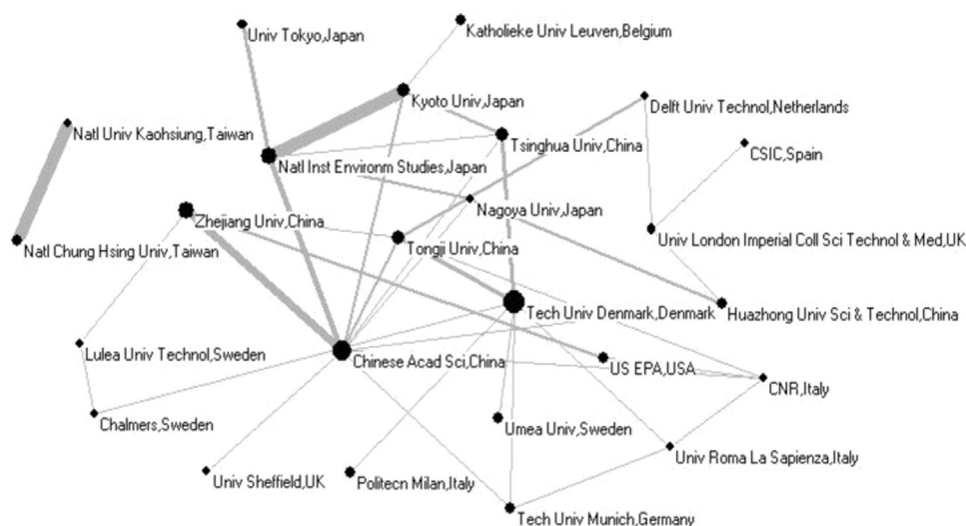 Univ Tokyo,Japan
Katholieke Univ Leuven,Belgium
Kyoto Univ,Japan
Delft Univ Technol,Netherlands
Natl Univ Kaohsiung,Taiwan
Tsinghua Univ,China
CSIC,Spain
Natl Inst Environm Studies,Japan
Nagoya Univ,Japan
Zhejiang Univ,China
Univ London Imperial Coll Sci Technol & Med,UK
Natl Chung Hsing Univ,Taiwan
Tongji Univ,China
Tech Univ Denmark,Denmark
Huazhong Univ Sci & Technol,China
Lulea Univ Technol,Sweden
Chinese Acad Sci,China
US EPA,USA
CNR,Italy
Chalmers,Sweden
Umea Univ,Sweden
Univ Roma La Sapienza,Italy
Univ Sheffield,UK
Politecn Milan,Italy
Tech Univ Munich,Germany